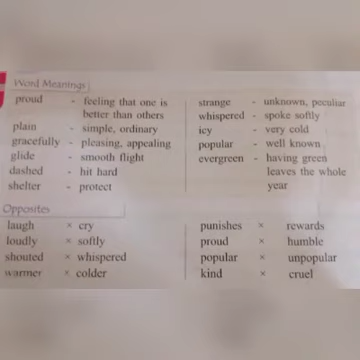 Word Meanings
proud - feeling that one is
better than others
plain - simple, ordinary
gracefully - pleasing, appealing
glide - smooth flight
dashed - hit hard
shelter - protect
strange - unknown, peculiar
whispered - spoke softly
icy - very cold
popular - well known
evergreen - having green
leaves the whole
year
Opposites
laugh × cry
loudly × softly
shouted × whispered
warmer × colder
punishes × rewards
proud × humble
popular × unpopular
kind × cruel